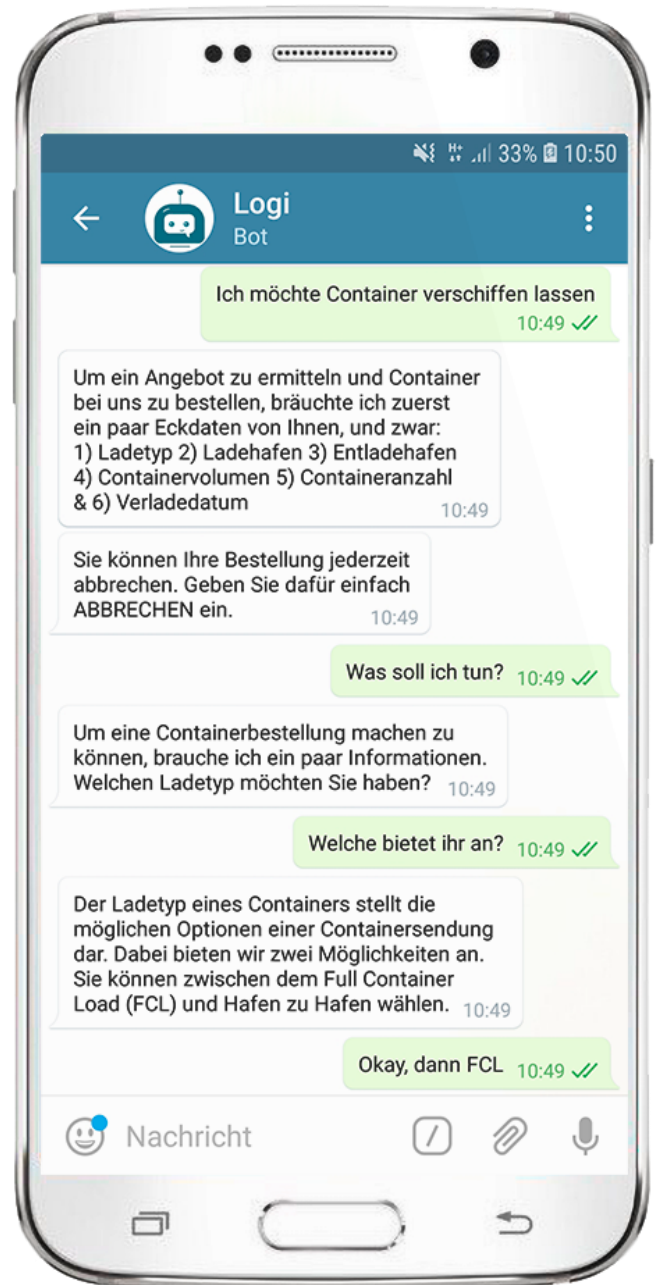 33% 10:50
Logi
Bot
Ich möchte Container verschiffen lassen
10:49
Um ein Angebot zu ermitteln und Container
bei uns zu bestellen, bräuchte ich zuerst
ein paar Eckdaten von Ihnen, und zwar:
1) Ladetyp 2) Ladehafen 3) Entladehafen
4) Containervolumen 5) Containeranzahl
& 6) Verladedatum 10:49
Sie können Ihre Bestellung jederzeit
abbrechen. Geben Sie dafür einfach
ABBRECHEN ein. 10:49
Was soll ich tun? 10:49
Um eine Containerbestellung machen zu
können, brauche ich ein paar Informationen.
Welchen Ladetyp möchten Sie haben? 10:49
Welche bietet ihr an? 10:49
Der Ladetyp eines Containers stellt die
möglichen Optionen einer Containersendung
dar. Dabei bieten wir zwei Möglichkeiten an.
Sie können zwischen dem Full Container
Load (FCL) und Hafen zu Hafen wählen. 10:49
Okay, dann FCL 10:49
Nachricht